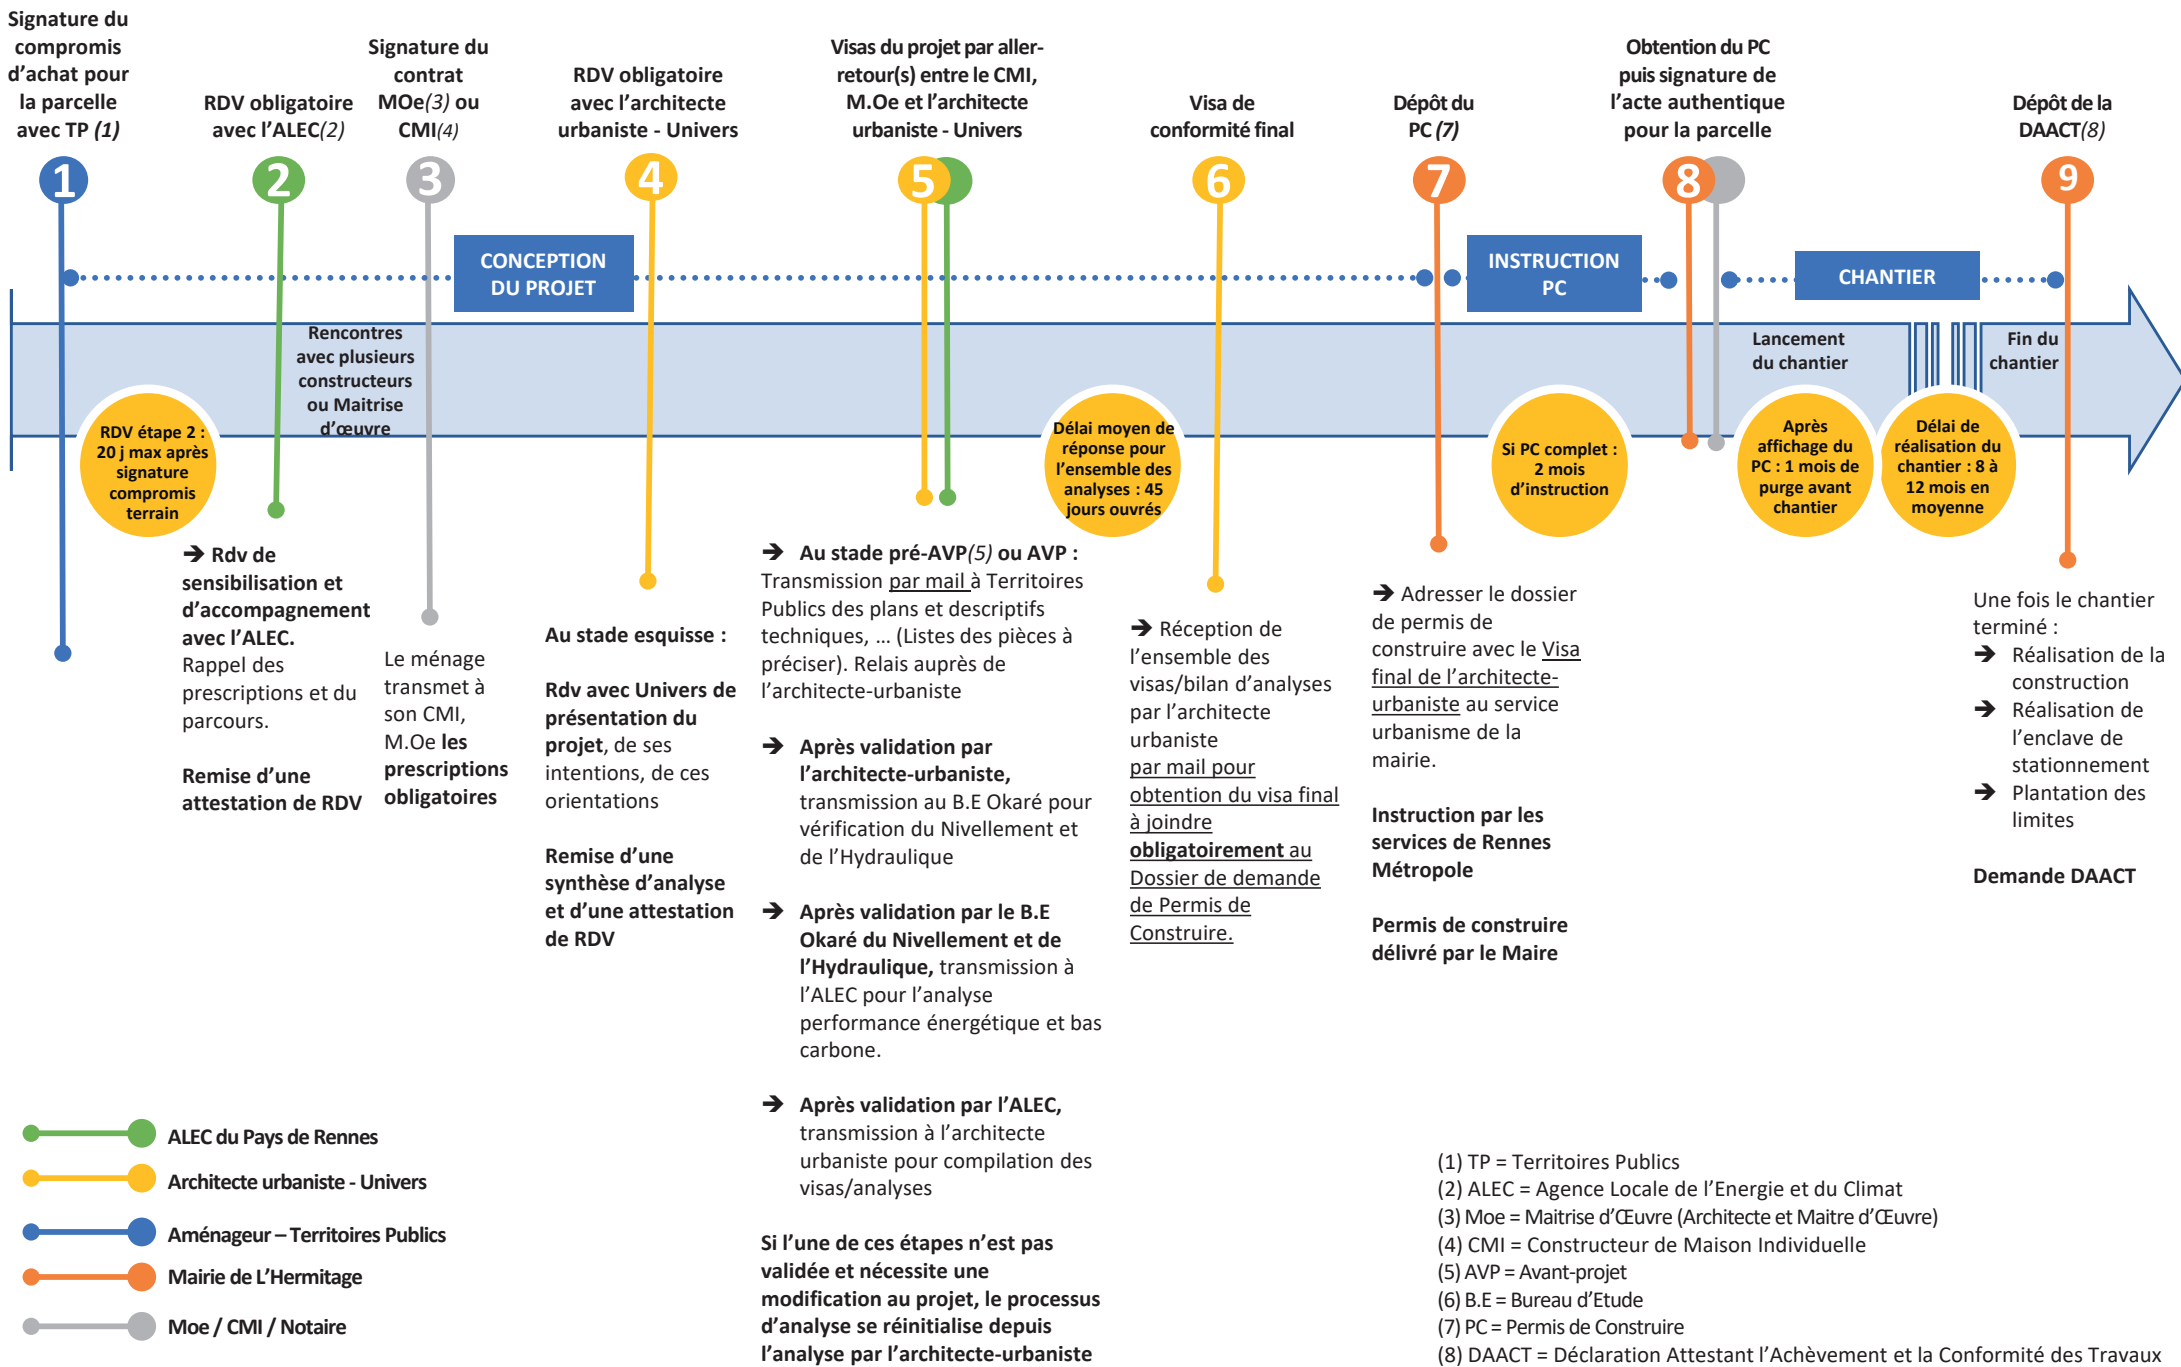 Signature du
compromis
d'achat pour
la parcelle
avec TP (1)
RDV obligatoire
avec l'ALEC(2)
Signature du
contrat
MOe(3) ou
CMI(4)
RDV obligatoire
avec l'architecte
urbaniste - Univers
Visas du projet par aller-
retour(s) entre le CMI,
M.Oe et l'architecte
urbaniste - Univers
Visa de
conformité final
Dépôt du
PC (7)
Obtention du PC
puis signature de
l'acte authentique
pour la parcelle
Dépôt de la
DAACT(8)
1
2
3
4
5
6
7
8
9
CONCEPTION
DU PROJET
INSTRUCTION
PC
CHANTIER
Rencontres
avec plusieurs
constructeurs
ou Maitrise
d'œuvre
Lancement
du chantier
Fin du
chantier
RDV étape 2 :
20 j max après
signature
compromis
terrain
Délai moyen de
réponse pour
l'ensemble des
analyses : 45
jours ouvrés
Si PC complet :
2 mois
d'instruction
Après
affichage du
PC : 1 mois de
purge avant
chantier
Délai de
réalisation du
chantier : 8 à
12 mois en
moyenne
➔ Rdv de
sensibilisation et
d'accompagnement
avec l'ALEC.
Rappel des
prescriptions et du
parcours.
Remise d'une
attestation de RDV
Le ménage
transmet à
son CMI,
M.Oe les
prescriptions
obligatoires
Au stade esquisse :
Rdv avec Univers de
présentation du
projet, de ses
intentions, de ces
orientations
Remise d'une
synthèse d'analyse
et d'une attestation
de RDV
➔ Au stade pré-AVP(5) ou AVP :
Transmission par mail à Territoires
Publics des plans et descriptifs
techniques, ... (Listes des pièces à
préciser). Relais auprès de
l'architecte-urbaniste
➔ Après validation par
l'architecte-urbaniste,
transmission au B.E Okaré pour
vérification du Nivellement et
de l'Hydraulique
➔ Après validation par le B.E
Okaré du Nivellement et de
l'Hydraulique, transmission à
l'ALEC pour l'analyse
performance énergétique et bas
carbone.
➔ Après validation par l'ALEC,
transmission à l'architecte
urbaniste pour compilation des
visas/analyses
Si l'une de ces étapes n'est pas
validée et nécessite une
modification au projet, le processus
d'analyse se réinitialise depuis
l'analyse par l'architecte-urbaniste
➔ Réception de
l'ensemble des
visas/bilan d'analyses
par l'architecte
urbaniste
par mail pour
obtention du visa final
à joindre
obligatoirement au
Dossier de demande
de Permis de
Construire.
➔ Adresser le dossier
de permis de
construire avec le Visa
final de l'architecte-
urbaniste au service
urbanisme de la
mairie.
Instruction par les
services de Rennes
Métropole
Permis de construire
délivré par le Maire
Une fois le chantier
terminé :
➔ Réalisation de la
construction
➔ Réalisation de
l'enclave de
stationnement
➔ Plantation des
limites
Demande DAACT
ALEC du Pays de Rennes
Architecte urbaniste - Univers
Aménageur – Territoires Publics
Mairie de L'Hermitage
Moe / CMI / Notaire
(1) TP = Territoires Publics
(2) ALEC = Agence Locale de l'Energie et du Climat
(3) Moe = Maitrise d'Œuvre (Architecte et Maitre d'Œuvre)
(4) CMI = Constructeur de Maison Individuelle
(5) AVP = Avant-projet
(6) B.E = Bureau d'Etude
(7) PC = Permis de Construire
(8) DAACT = Déclaration Attestant l'Achèvement et la Conformité des Travaux